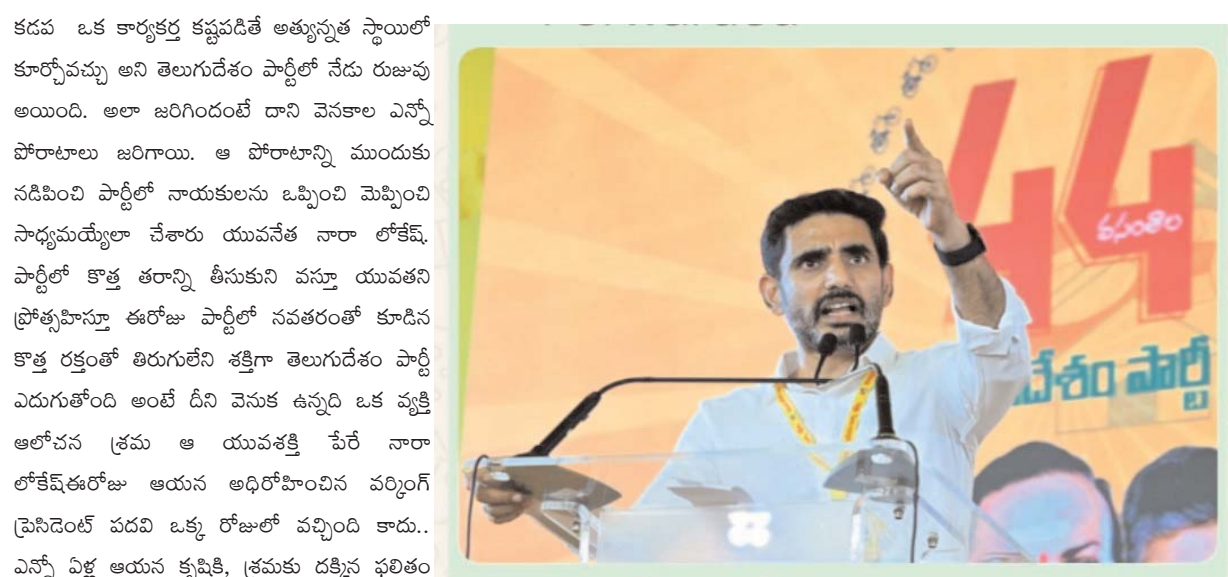 కడప ఒక కార్యకర్త కష్టపడితే అత్యున్నత స్థాయిలో
కూర్చోవచ్చు అని తెలుగుదేశం పార్టీలో నేడు రుజువు
అయింది. అలా జరిగిందంటే దాని వెనకాల ఎన్నో
పోరాటాలు జరిగాయి. ఆ పోరాటాన్ని ముందుకు
నడిపించి పార్టీలో నాయకులను ఒప్పించి మెప్పించి
సాధ్యమయ్యేలా చేశారు యువనేత నారా లోకేష్.
పార్టీలో కొత్త తరాన్ని తీసుకుని వస్తూ యువతని
ప్రోత్సహిస్తూ ఈరోజు పార్టీలో నవతరంతో కూడిన
కొత్త రక్తంతో తిరుగులేని శక్తిగా తెలుగుదేశం పార్టీ
ఎదుగుతోంది అంటే దీని వెనుక ఉన్నది ఒక వ్యక్తి
ఆలోచన శ్రమ ఆ యువశక్తి పేరే నారా
లోకేష్ఈరోజు ఆయన అధిరోహించిన వర్కింగ్
ప్రెసిడెంట్ పదవి ఒక్క రోజులో వచ్చింది కాదు..
ఎన్నో ఏళ్ల ఆయన కృషికి, శ్రమకు దక్కిన ఫలితం
44
వసంతాల
దేశం పార్టీ